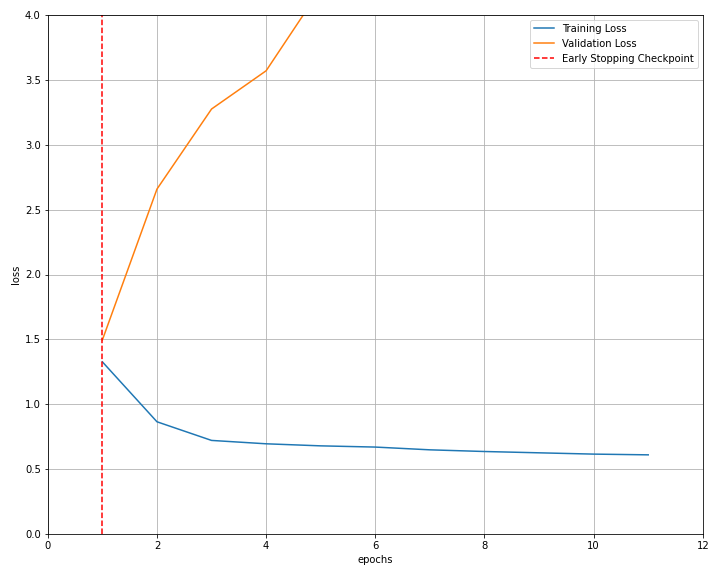 4.0
3.5
3.0
2.5
2.0
1.5
1.0
0.5
0.0
loss
0 2 4 6 8 10 12
epochs
Training Loss
Validation Loss
Early Stopping Checkpoint